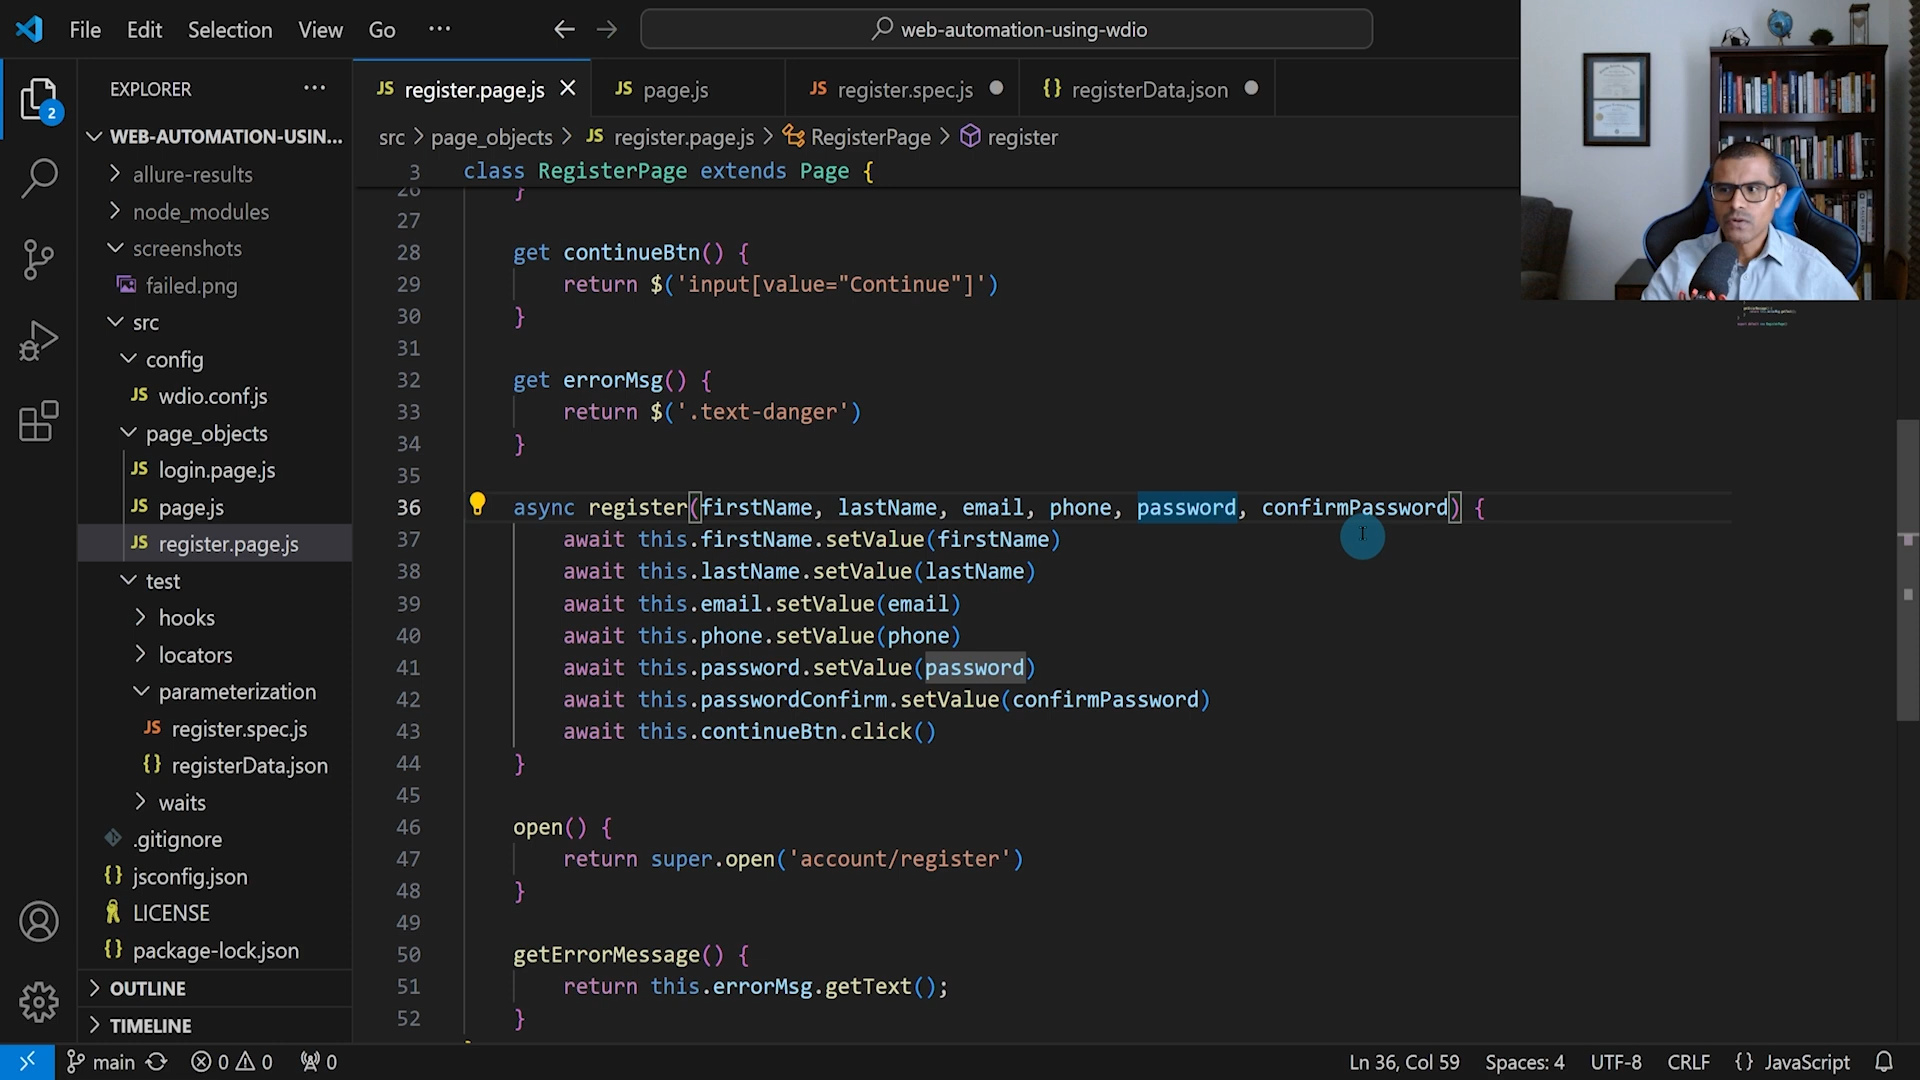 File Edit Selection View Go ··· web-automation-using-wdio
EXPLORER ···
2
WEB-AUTOMATION-USIN...
allure-results
node_modules
screenshots
failed.png
src
config
JS wdio.conf.js
page_objects
JS login.page.js
JS page.js
JS register.page.js
test
hooks
locators
parameterization
JS register.spec.js
{} registerData.json
waits
.gitignore
{} jsconfig.json
LICENSE
{} package-lock.json
OUTLINE
TIMELINE
JS register.page.js JS page.js JS register.spec.js {} registerData.json
src > page_objects > JS register.page.js > RegisterPage > register
3 class RegisterPage extends Page {
26 }
27
28 get continueBtn() {
29 return $('input[value="Continue"]')
30 }
31
32 get errorMsg() {
33 return $('.text-danger')
34 }
35
36 async register(firstName, lastName, email, phone, password, confirmPassword) {
37 await this.firstName.setValue(firstName)
38 await this.lastName.setValue(lastName)
39 await this.email.setValue(email)
40 await this.phone.setValue(phone)
41 await this.password.setValue(password)
42 await this.passwordConfirm.setValue(confirmPassword)
43 await this.continueBtn.click()
44 }
45
46 open() {
47 return super.open('account/register')
48 }
49
50 getErrorMessage() {
51 return this.errorMsg.getText();
52 }
main 0 0 0 Ln 36, Col 59 Spaces: 4 UTF-8 CRLF {} JavaScript